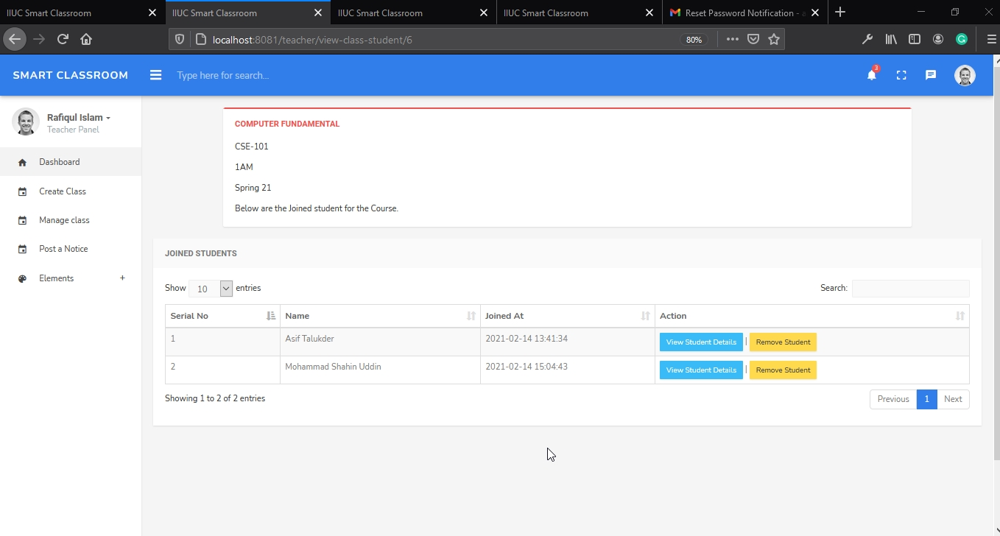 IIUC Smart Classroom
IIUC Smart Classroom
IIUC Smart Classroom
IIUC Smart Classroom
Reset Password Notification -
localhost:8081/teacher/view-class-student/6
80%
SMART CLASSROOM
Type here for search...
3
Rafiqul Islam
Teacher Panel
Dashboard
Create Class
Manage class
Post a Notice
Elements +
COMPUTER FUNDAMENTAL
CSE-101
1AM
Spring 21
Below are the Joined student for the Course.
JOINED STUDENTS
Show 10 entries
Search:
Serial No Name Joined At Action
1 Asif Talukder 2021-02-14 13:41:34 View Student Details | Remove Student
2 Mohammad Shahin Uddin 2021-02-14 15:04:43 View Student Details | Remove Student
Showing 1 to 2 of 2 entries
Previous 1 Next